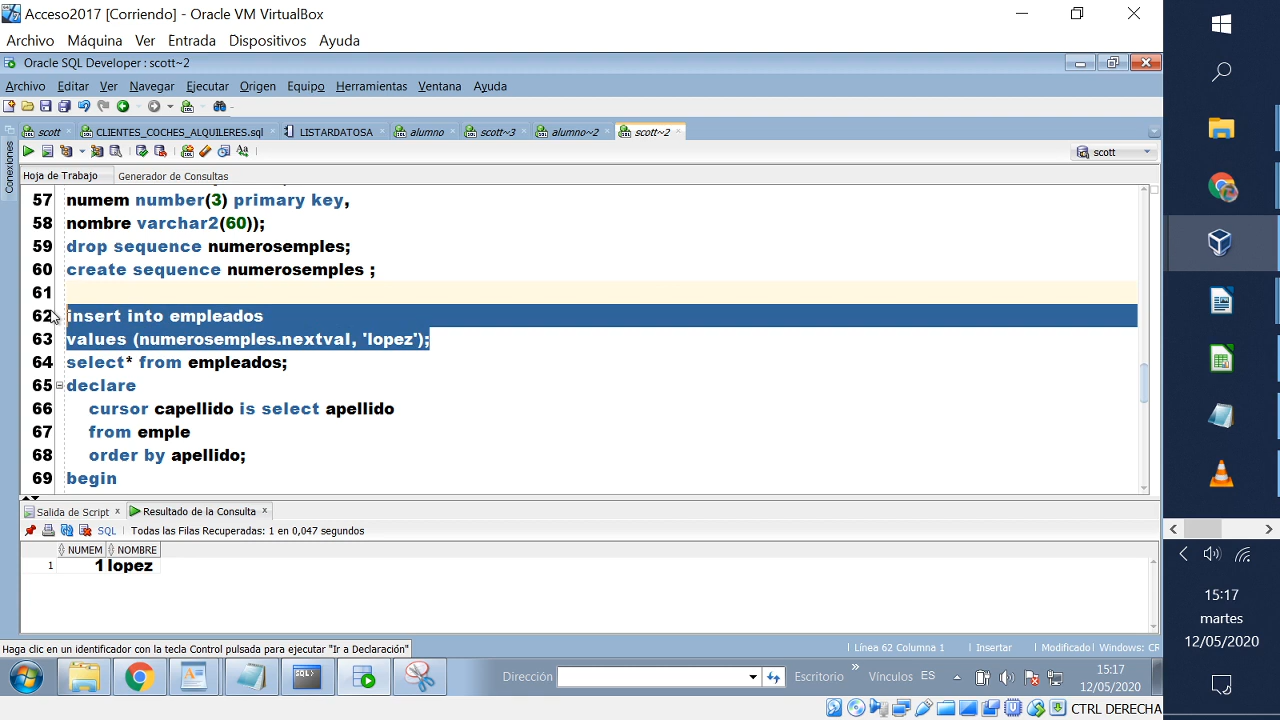 Acceso2017 [Corriendo] - Oracle VM VirtualBox
Archivo Máquina Ver Entrada Dispositivos Ayuda
Oracle SQL Developer : scott~2
Archivo Editar Ver Navegar Ejecutar Origen Equipo Herramientas Ventana Ayuda
scott CLIENTES_COCHES_ALQUILERES.sql LISTARDATOSA alumno scott~3 alumno~2 scott~2
scott
Conexiones
Hoja de Trabajo Generador de Consultas
57 numem number(3) primary key,
58 nombre varchar2(60));
59 drop sequence numerosemples;
60 create sequence numerosemples ;
61
62 insert into empleados
63 values (numerosemples.nextval, 'lopez');
64 select* from empleados;
65 declare
66 cursor capellido is select apellido
67 from emple
68 order by apellido;
69 begin
Salida de Script Resultado de la Consulta
SQL Todas las Filas Recuperadas: 1 en 0,047 segundos
NUMEM NOMBRE
1 1 lopez
Haga clic en un identificador con la tecla Control pulsada para ejecutar "Ir a Declaración"
Línea 62 Columna 1 Insertar Modificado Windows: CR
Dirección Escritorio » Vínculos ES 15:17
12/05/2020
CTRL DERECHA
15:17
martes
12/05/2020